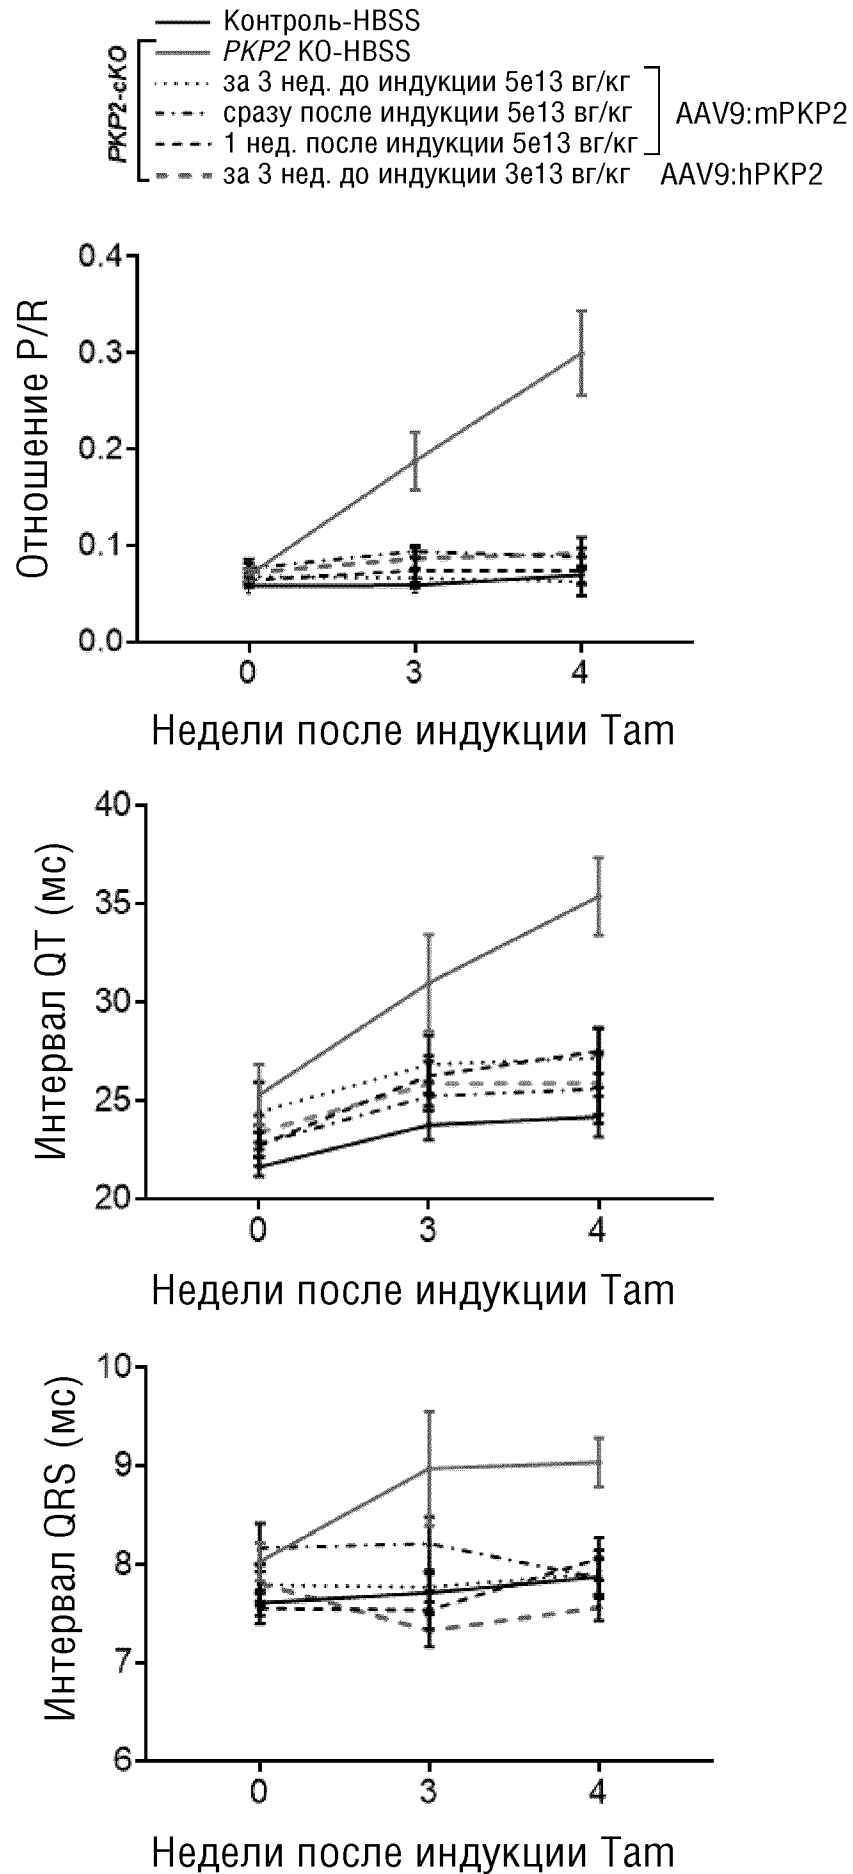 Контроль-HBSS
PKP2 KO-HBSS
за 3 нед. до индукции 5e13 вг/кг
сразу после индукции 5e13 вг/кг
1 нед. после индукции 5e13 вг/кг
за 3 нед. до индукции 3e13 вг/кг
PKP2-cKO
AAV9:mPKP2
AAV9:hPKP2
Отношение P/R
0.4
0.3
0.2
0.1
0.0
0 3 4
Недели после индукции Tam
Интервал QT (мс)
40
35
30
25
20
0 3 4
Недели после индукции Tam
Интервал QRS (мс)
10
9
8
7
6
0 3 4
Недели после индукции Tam